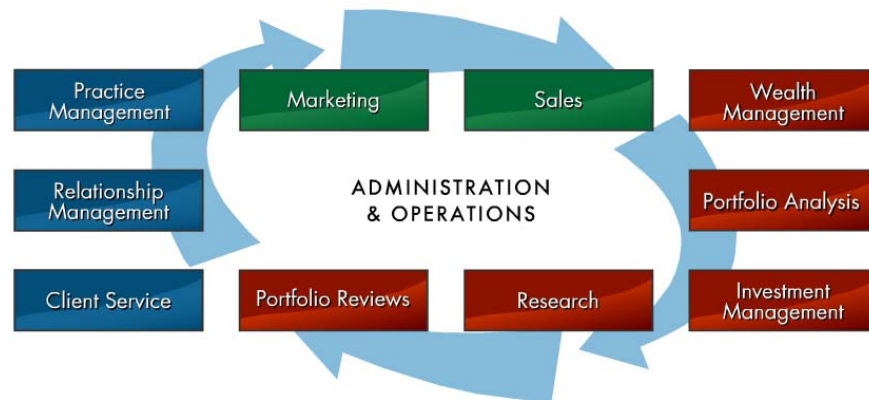 Practice
Management
Marketing
Sales
Wealth
Management
Relationship
Management
ADMINISTRATION
& OPERATIONS
Portfolio Analysis
Client Service
Portfolio Reviews
Research
Investment
Management